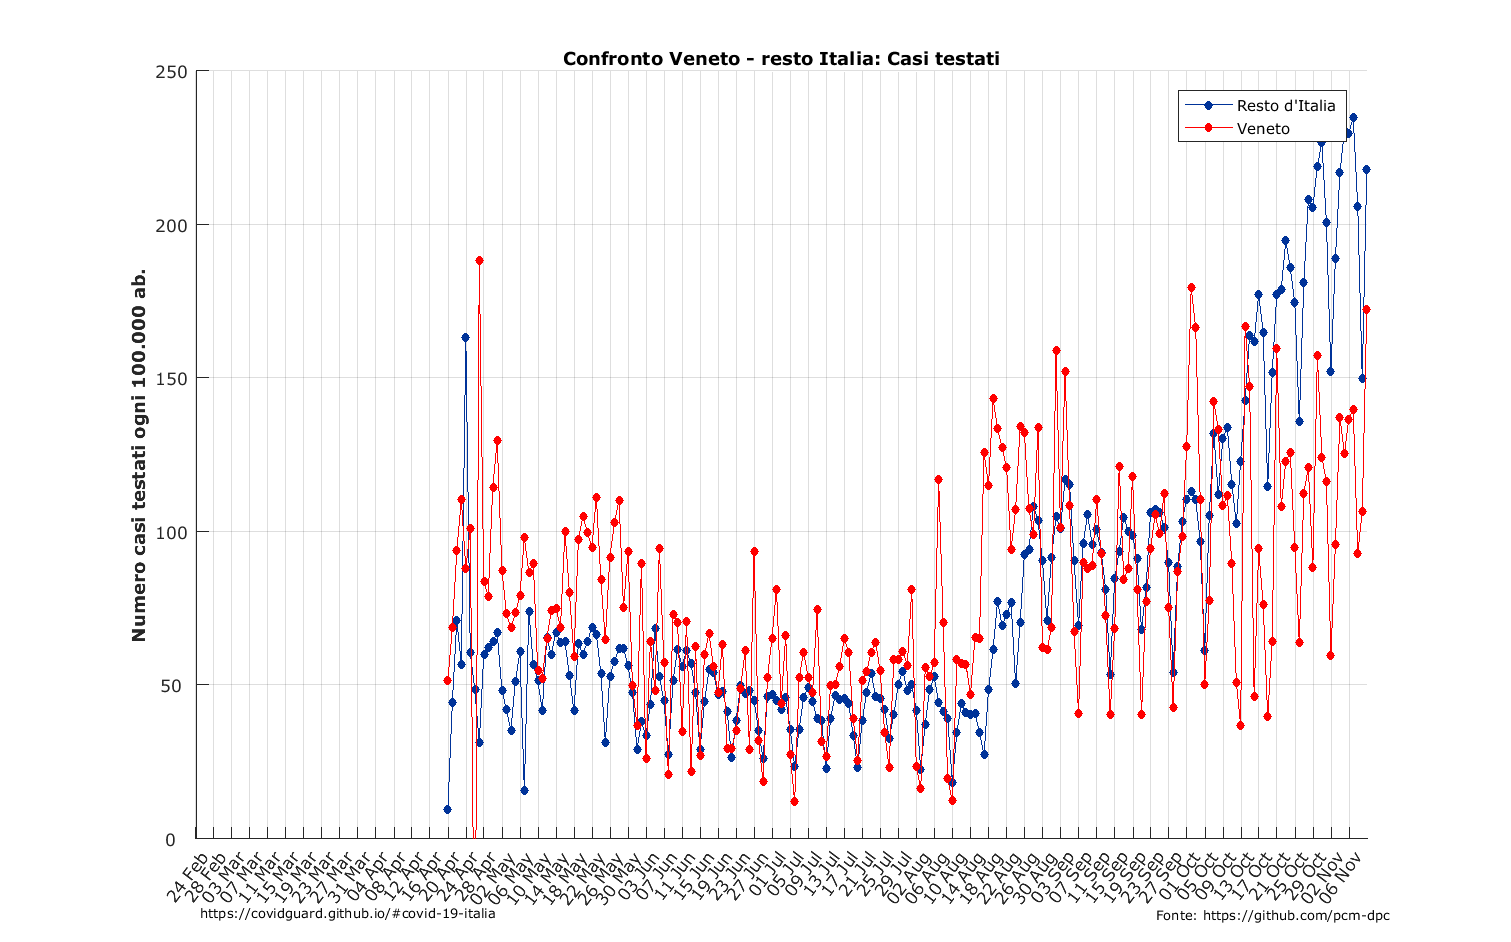 Confronto Veneto - resto Italia: Casi testati
250
200
150
100
50
0
Numero casi testati ogni 100.000 ab.
Resto d'Italia
Veneto
24 Feb
28 Feb
03 Mar
07 Mar
11 Mar
15 Mar
19 Mar
23 Mar
27 Mar
31 Mar
04 Apr
08 Apr
12 Apr
16 Apr
20 Apr
24 Apr
28 Apr
02 May
06 May
10 May
14 May
18 May
22 May
26 May
30 May
03 Jun
07 Jun
11 Jun
15 Jun
19 Jun
23 Jun
27 Jun
01 Jul
05 Jul
09 Jul
13 Jul
17 Jul
21 Jul
25 Jul
29 Jul
02 Aug
06 Aug
10 Aug
14 Aug
18 Aug
22 Aug
26 Aug
30 Aug
03 Sep
07 Sep
11 Sep
15 Sep
19 Sep
23 Sep
27 Sep
01 Oct
05 Oct
09 Oct
13 Oct
17 Oct
21 Oct
25 Oct
29 Oct
02 Nov
06 Nov
https://covidguard.github.io/#covid-19-italia
Fonte: https://github.com/pcm-dpc